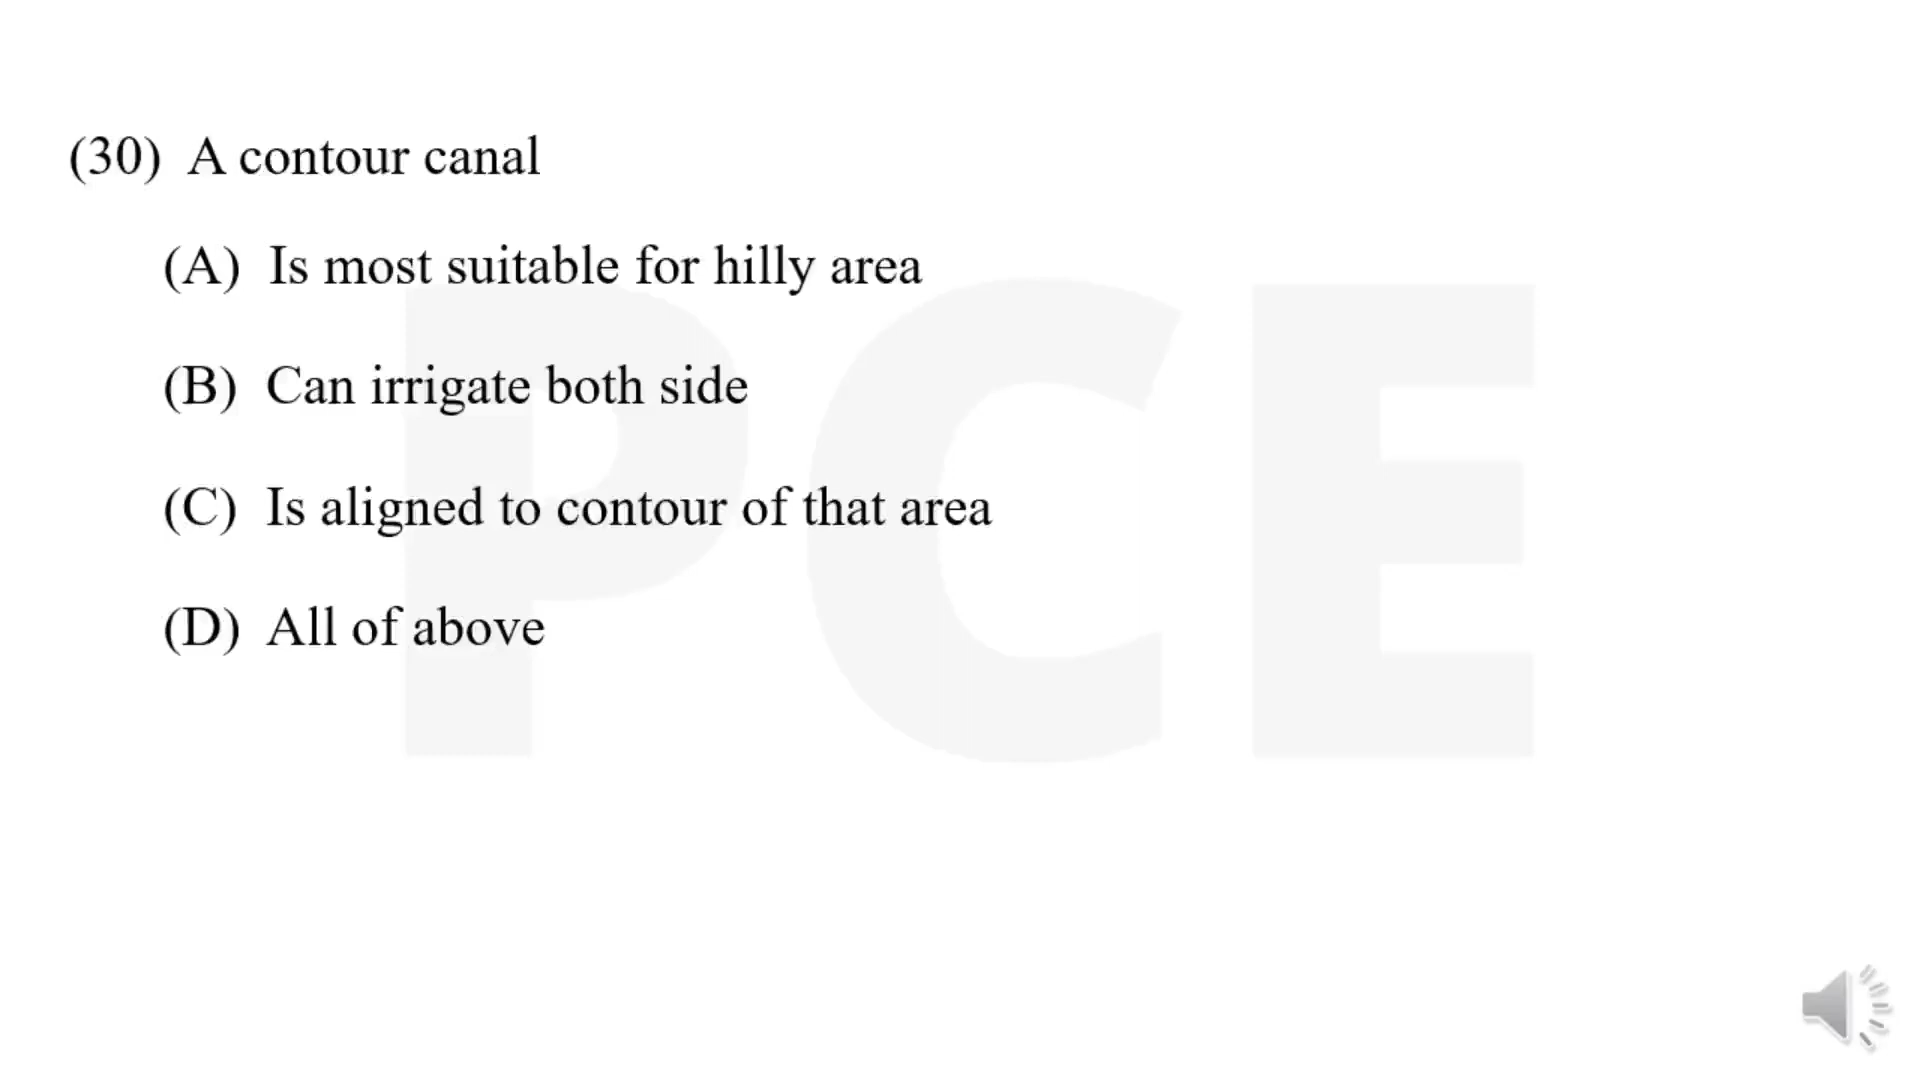 (30) A contour canal
(A) Is most suitable for hilly area
(B) Can irrigate both side
(C) Is aligned to contour of that area
(D) All of above
PCE